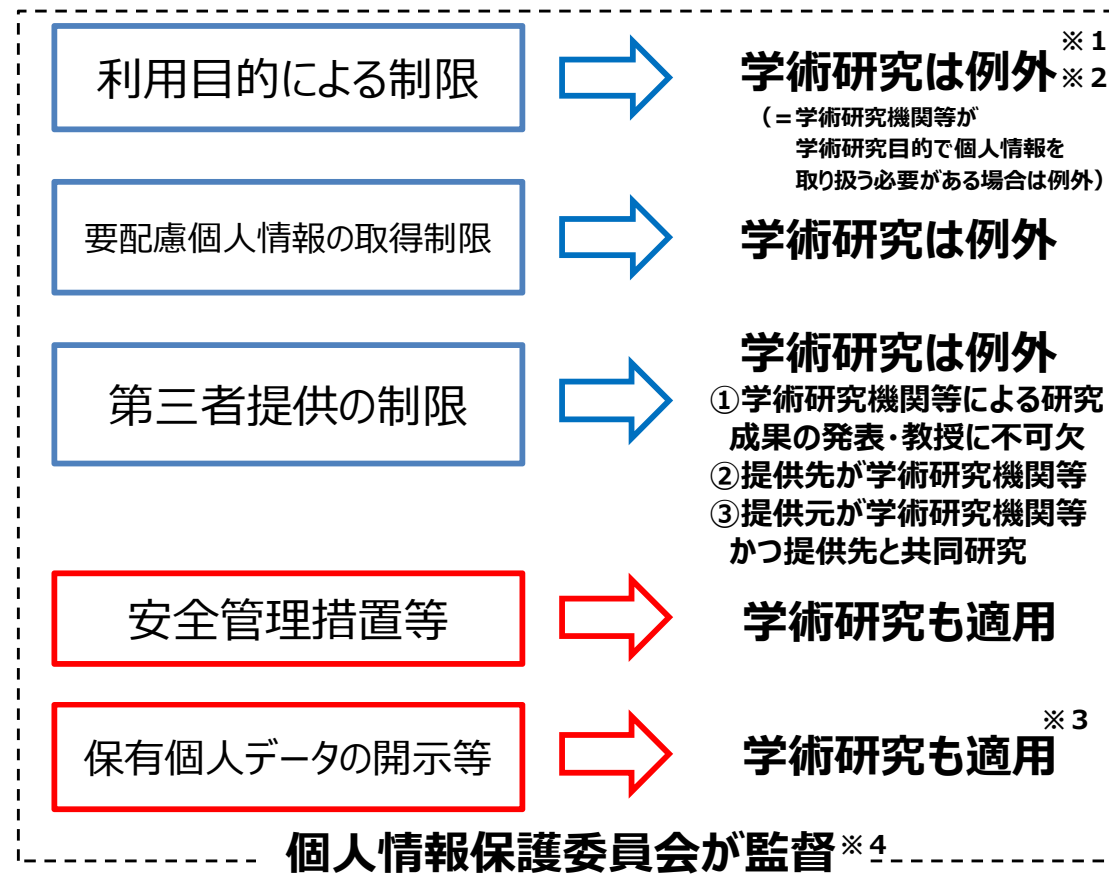 利用目的による制限
学術研究は例外※1
※2
(=学術研究機関等が
学術研究目的で個人情報を
取り扱う必要がある場合は例外)
要配慮個人情報の取得制限
学術研究は例外
第三者提供の制限
学術研究は例外
①学術研究機関等による研究
成果の発表・教授に不可欠
②提供先が学術研究機関等
③提供元が学術研究機関等
かつ提供先と共同研究
安全管理措置等
学術研究も適用
保有個人データの開示等
学術研究も適用※3
個人情報保護委員会が監督※4